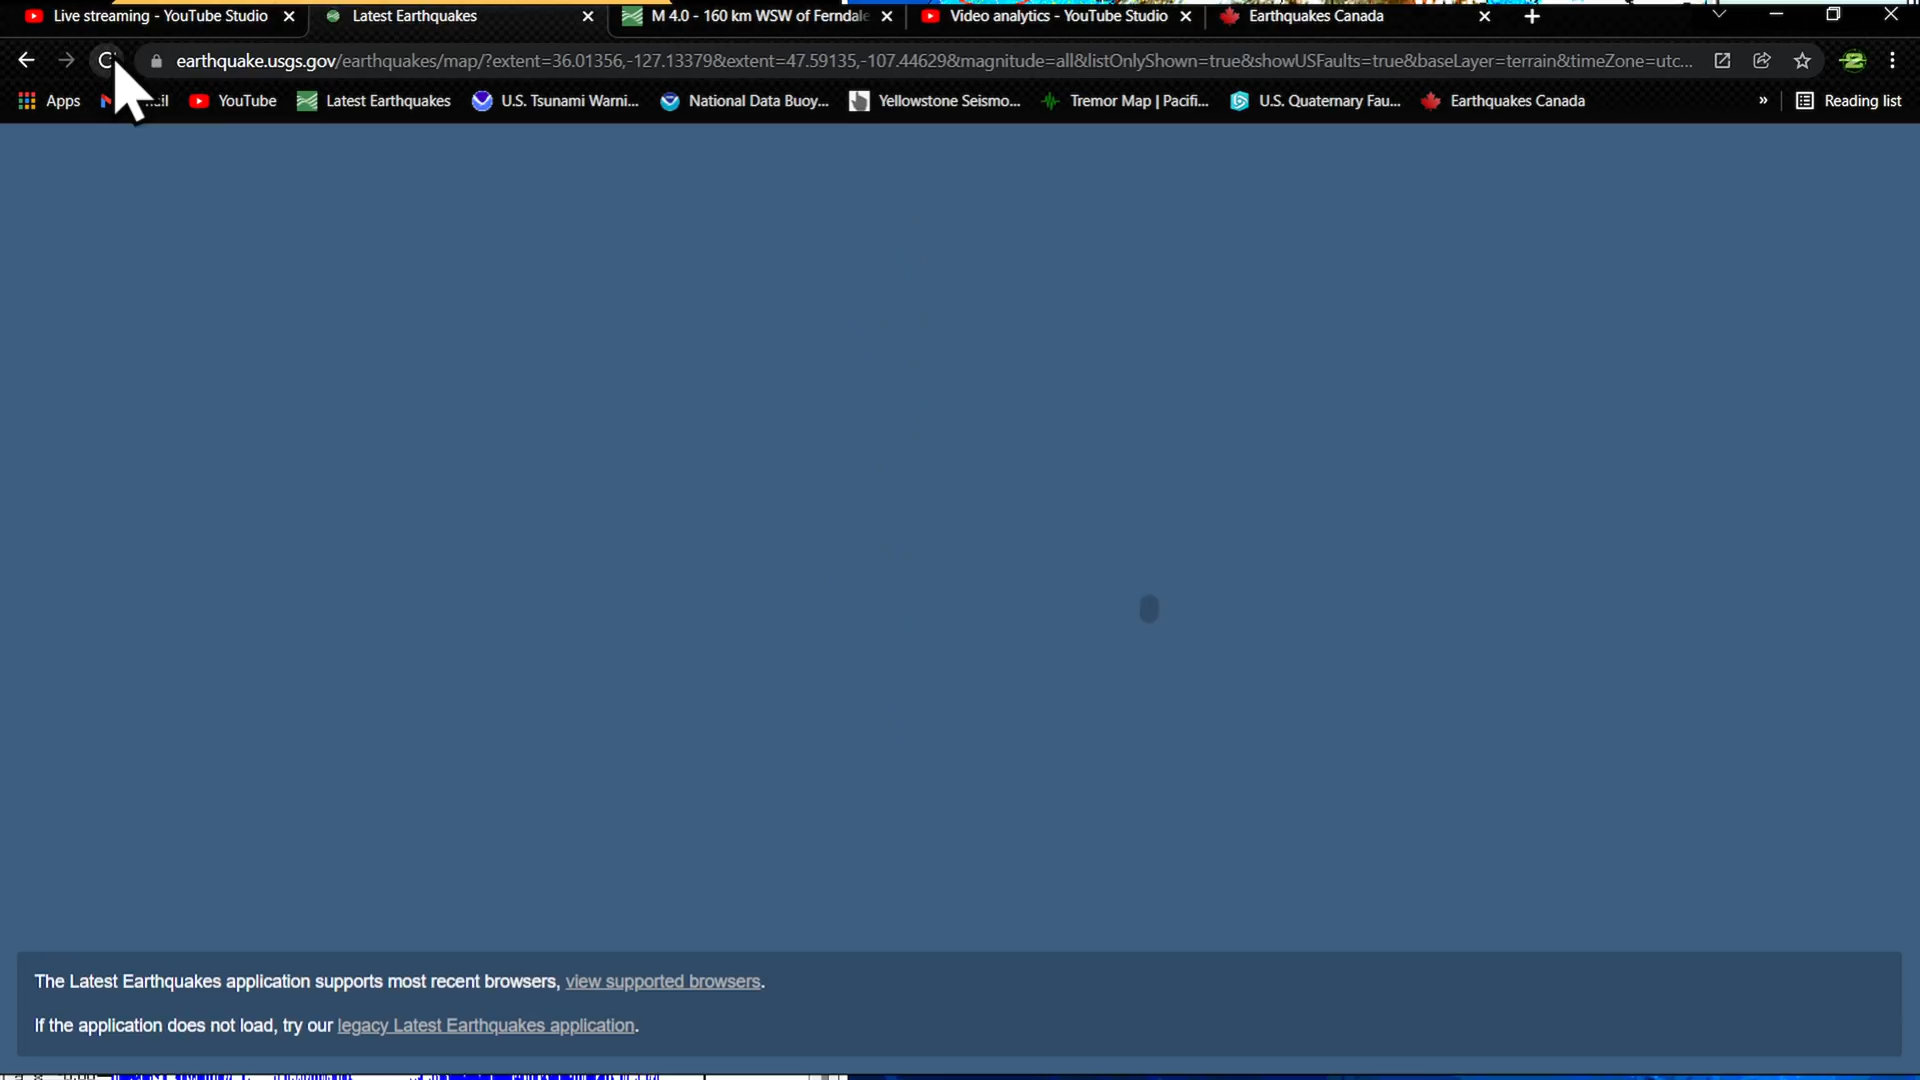 Live streaming - YouTube Studio
Latest Earthquakes
M 4.0 - 160 km WSW of Ferndale
Video analytics - YouTube Studio
Earthquakes Canada
earthquake.usgs.gov/earthquakes/map/?extent=36.01356,-127.13379&extent=47.59135,-107.44629&magnitude=all&listOnlyShown=true&showUSFaults=true&baseLayer=terrain&timeZone=utc...
Apps
YouTube
Latest Earthquakes
U.S. Tsunami Warni...
National Data Buoy...
Yellowstone Seismo...
Tremor Map | Pacifi...
U.S. Quaternary Fau...
Earthquakes Canada
»
Reading list
The Latest Earthquakes application supports most recent browsers, view supported browsers.
If the application does not load, try our legacy Latest Earthquakes application.